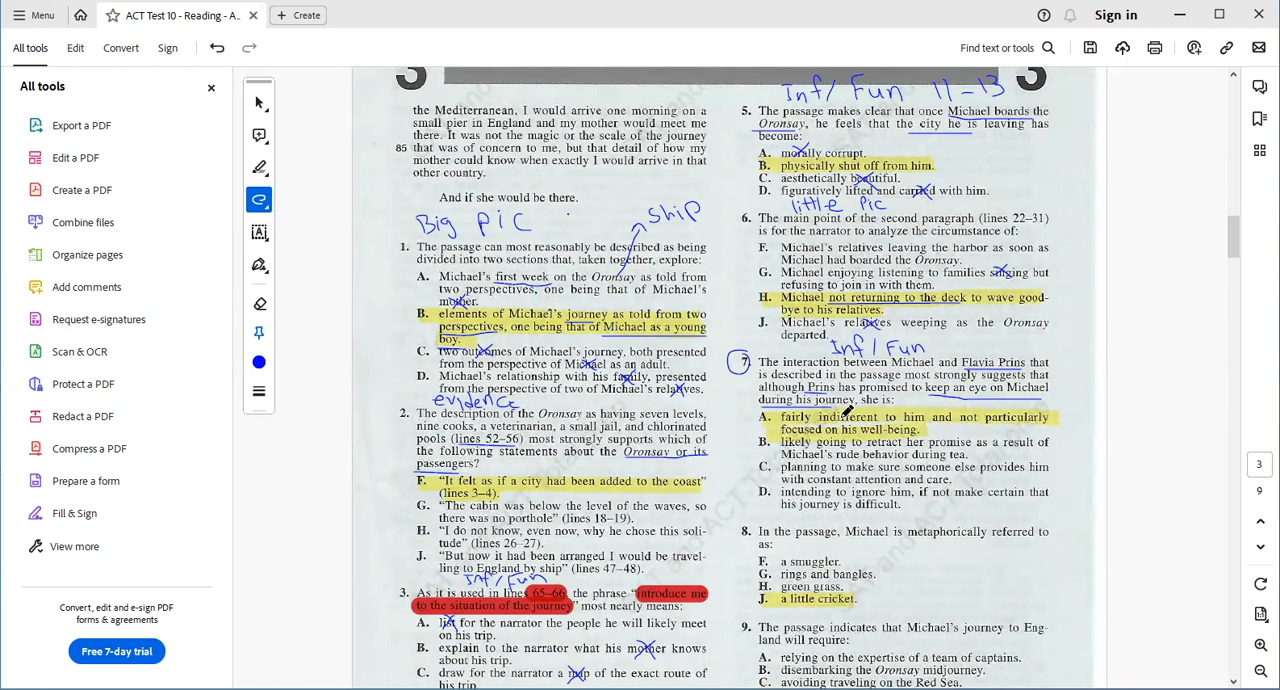 Menu
ACT Test 10 - Reading - A..
Create
Sign in
All tools
Edit
Convert
Sign
Find text or tools
All tools
Export a PDF
Edit a PDF
Create a PDF
Combine files
Organize pages
Add comments
Request e-signatures
Scan & OCR
Protect a PDF
Redact a PDF
Compress a PDF
Prepare a form
Fill & Sign
View more
Convert, edit and e-sign PDF
forms & agreements
Free 7-day trial
3
the Mediterranean, I would arrive one morning on a
small pier in England and my mother would meet me
there. It was not the magic or the scale of the journey
85 that was of concern to me, but that detail of how my
mother could know when exactly I would arrive in that
other country.
And if she would be there.
Big pic
ship
1. The passage can most reasonably be described as being
divided into two sections that, taken together, explore:
A. Michael's first week on the Oronsay as told from
two perspectives, one being that of Michael's
mother.
B. elements of Michael's journey as told from two
perspectives, one being that of Michael as a young
boy.
C. two outcomes of Michael's journey, both presented
from the perspective of Michael as an adult.
D. Michael's relationship with his family, presented
from the perspective of two of Michael's relatives.
evidence
2. The description of the Oronsay as having seven levels,
nine cooks, a veterinarian, a small jail, and chlorinated
pools (lines 52–56) most strongly supports which of
the following statements about the Oronsay or its
passengers?
F. "It felt as if a city had been added to the coast"
(lines 3–4).
G. "The cabin was below the level of the waves, so
there was no porthole" (lines 18–19).
H. "I do not know, even now, why he chose this soli-
tude" (lines 26–27).
J. "But now it had been arranged I would be travel-
ling to England by ship" (lines 47–48).
Inf/Fun
3. As it is used in lines 65–66, the phrase "introduce me
to the situation of the journey" most nearly means:
A. list for the narrator the people he will likely meet
on his trip.
B. explain to the narrator what his mother knows
about his trip.
C. draw for the narrator a map of the exact route of
his trip.
3
Inf/Fun 11-13
5. The passage makes clear that once Michael boards the
Oronsay, he feels that the city he is leaving has
become:
A. morally corrupt.
B. physically shut off from him.
C. aesthetically beautiful.
D. figuratively lifted and carried with him.
little pic
6. The main point of the second paragraph (lines 22–31)
is for the narrator to analyze the circumstance of:
F. Michael's relatives leaving the harbor as soon as
Michael had boarded the Oronsay.
G. Michael enjoying listening to families singing but
refusing to join in with them.
H. Michael not returning to the deck to wave good-
bye to his relatives.
J. Michael's relatives weeping as the Oronsay
departed.
Inf/Fun
7. The interaction between Michael and Flavia Prins that
is described in the passage most strongly suggests that
although Prins has promised to keep an eye on Michael
during his journey, she is:
A. fairly indifferent to him and not particularly
focused on his well-being.
B. likely going to retract her promise as a result of
Michael's rude behavior during tea.
C. planning to make sure someone else provides him
with constant attention and care.
D. intending to ignore him, if not make certain that
his journey is difficult.
8. In the passage, Michael is metaphorically referred to
as:
F. a smuggler.
G. rings and bangles.
H. green grass.
J. a little cricket.
9. The passage indicates that Michael's journey to Eng-
land will require:
A. relying on the expertise of a team of captains.
B. disembarking the Oronsay midjourney.
C. avoiding traveling on the Red Sea.
3
9